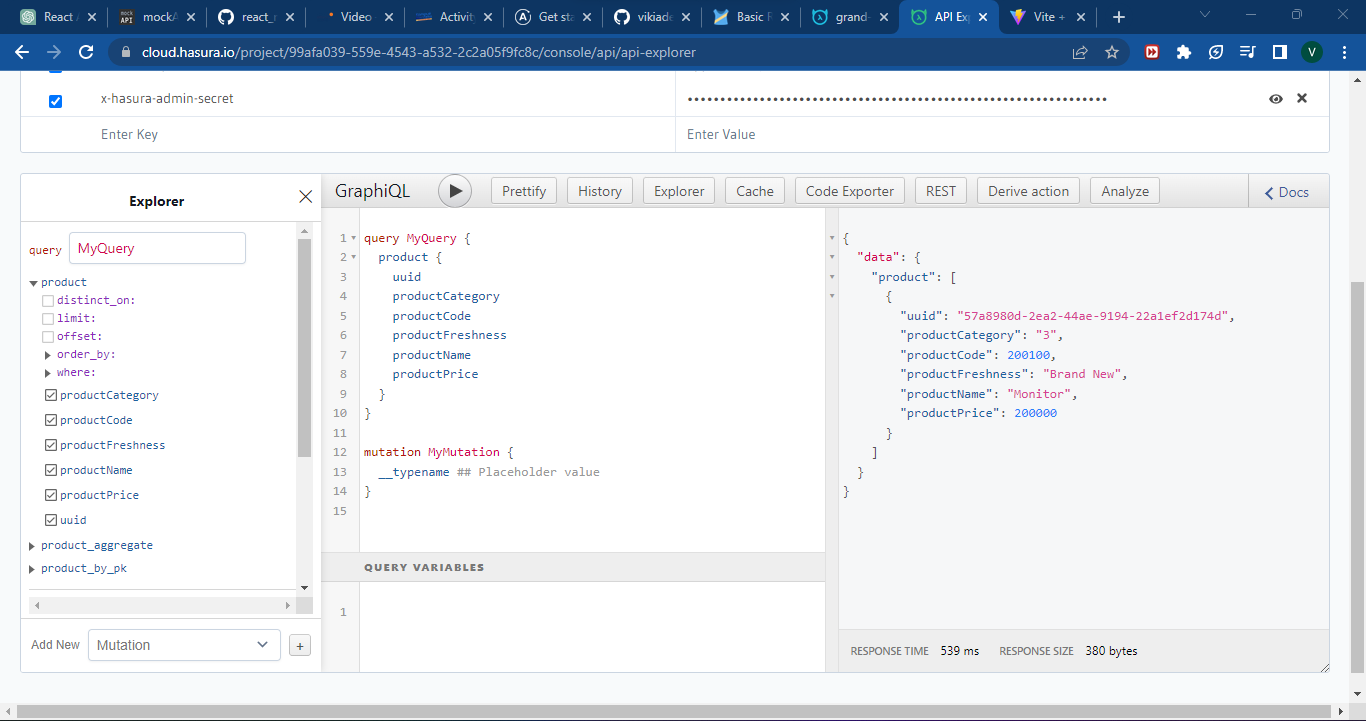 React A
mock API mockA
react_r
Video
Activity
Get sta
vikiade
Basic R
grand-
API Exp
Vite +
cloud.hasura.io/project/99afa039-559e-4543-a532-2c2a05f9fc8c/console/api/api-explorer
V
x-hasura-admin-secret ••••••••••••••••••••••••••••••••••••••••••••••••••••••••••••••••
Enter Key Enter Value
Explorer
query MyQuery
product
distinct_on:
limit:
offset:
order_by:
where:
productCategory
productCode
productFreshness
productName
productPrice
uuid
product_aggregate
product_by_pk
Add New Mutation +
GraphiQL Prettify History Explorer Cache Code Exporter REST Derive action Analyze Docs
1 query MyQuery {
2 product {
3 uuid
4 productCategory
5 productCode
6 productFreshness
7 productName
8 productPrice
9 }
10 }
11
12 mutation MyMutation {
13 __typename ## Placeholder value
14 }
15
QUERY VARIABLES
1
{
"data": {
"product": [
{
"uuid": "57a8980d-2ea2-44ae-9194-22a1ef2d174d",
"productCategory": "3",
"productCode": 200100,
"productFreshness": "Brand New",
"productName": "Monitor",
"productPrice": 200000
}
]
}
}
RESPONSE TIME 539 ms RESPONSE SIZE 380 bytes